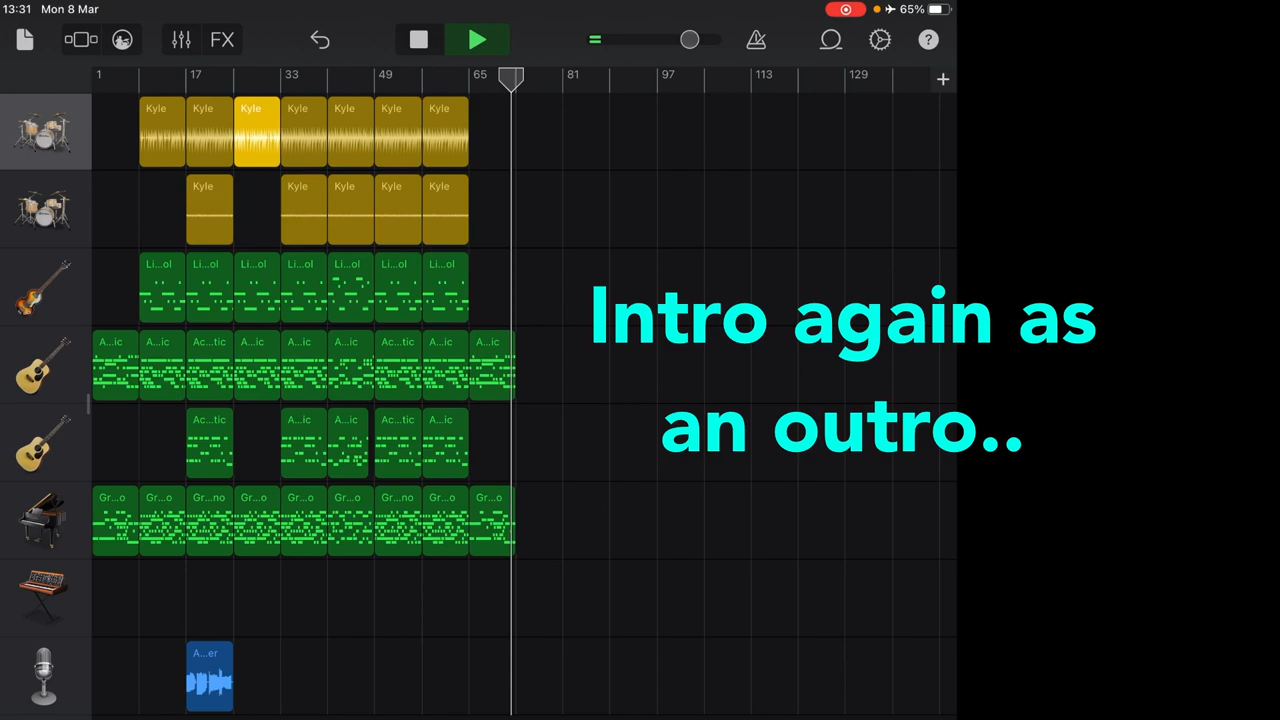 13:31 Mon 8 Mar 65%
FX ?
1 17 33 49 65 81 97 113 129 +
Kyle Kyle Kyle Kyle Kyle Kyle Kyle
Kyle Kyle Kyle Kyle Kyle
Li...ol Li...ol Li...ol Li...ol Li...ol Li...ol Li...ol
A...ic A...ic Ac...tic A...ic A...ic A...ic Ac...tic A...ic A...ic
Ac...tic A...ic A...ic Ac...tic A...ic
Gr...o Gr...o Gr...no Gr...o Gr...o Gr...o Gr...no Gr...o Gr...o
A...er
Intro again as
an outro..